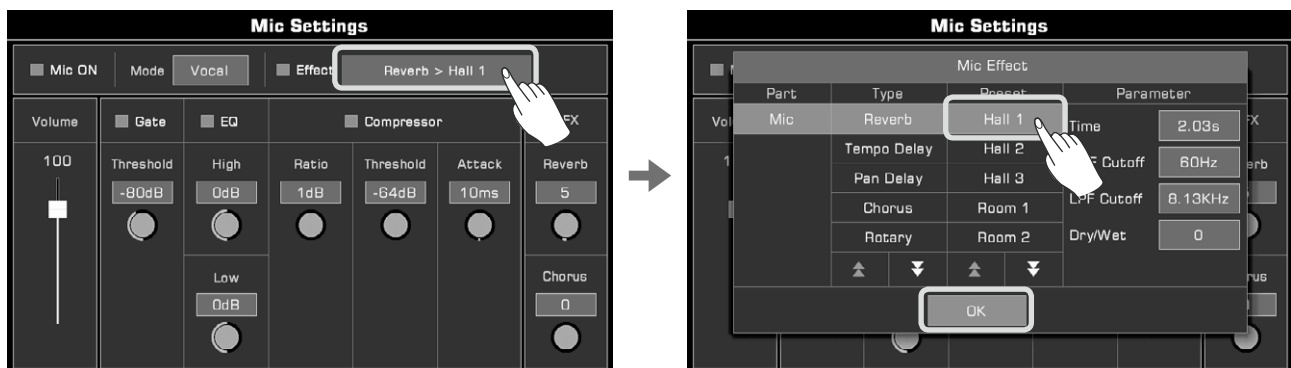 Mic Settings
Mic ON
Mode
Vocal
Effect
Reverb > Hall 1
Volume
Gate
EQ
Compressor
FX
100
Threshold
High
Ratio
Threshold
Attack
Reverb
-80dB
0dB
1dB
-64dB
10ms
5
Low
Chorus
0dB
0
Mic Settings
Mic Effect
Part
Type
Preset
Parameter
Mic
Reverb
Hall 1
Time
2.03s
Tempo Delay
Hall 2
Cutoff
60Hz
Pan Delay
Hall 3
LPF Cutoff
8.13KHz
Chorus
Room 1
Rotary
Room 2
Dry/Wet
0
OK